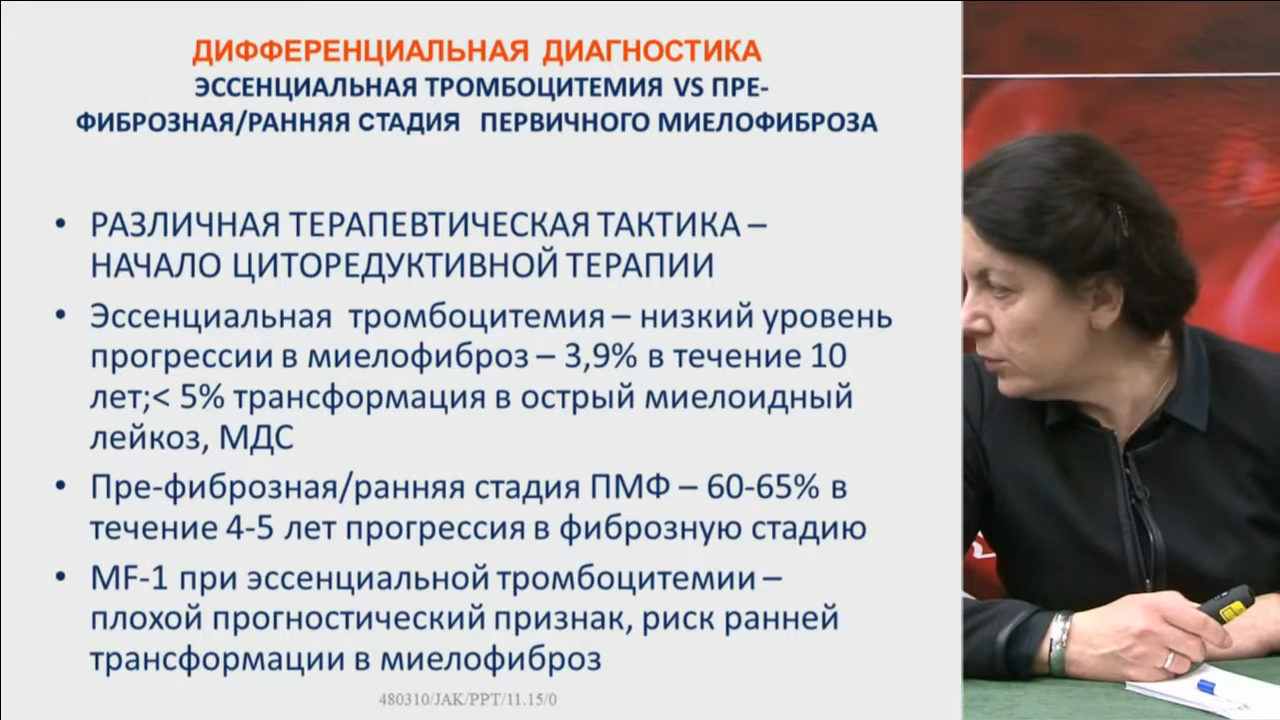 ДИФФЕРЕНЦИАЛЬНАЯ ДИАГНОСТИКА
ЭССЕНЦИАЛЬНАЯ ТРОМБОЦИТЕМИЯ VS ПРЕ-
ФИБРОЗНАЯ/РАННЯЯ СТАДИЯ ПЕРВИЧНОГО МИЕЛОФИБРОЗА
• РАЗЛИЧНАЯ ТЕРАПЕВТИЧЕСКАЯ ТАКТИКА –
НАЧАЛО ЦИТОРЕДУКТИВНОЙ ТЕРАПИИ
• Эссенциальная тромбоцитемия – низкий уровень
прогрессии в миелофиброз – 3,9% в течение 10
лет;< 5% трансформация в острый миелоидный
лейкоз, МДС
• Пре-фиброзная/ранняя стадия ПМФ – 60-65% в
течение 4-5 лет прогрессия в фиброзную стадию
• MF-1 при эссенциальной тромбоцитемии –
плохой прогностический признак, риск ранней
трансформации в миелофиброз
480310/JAK/PPT/11.15/0